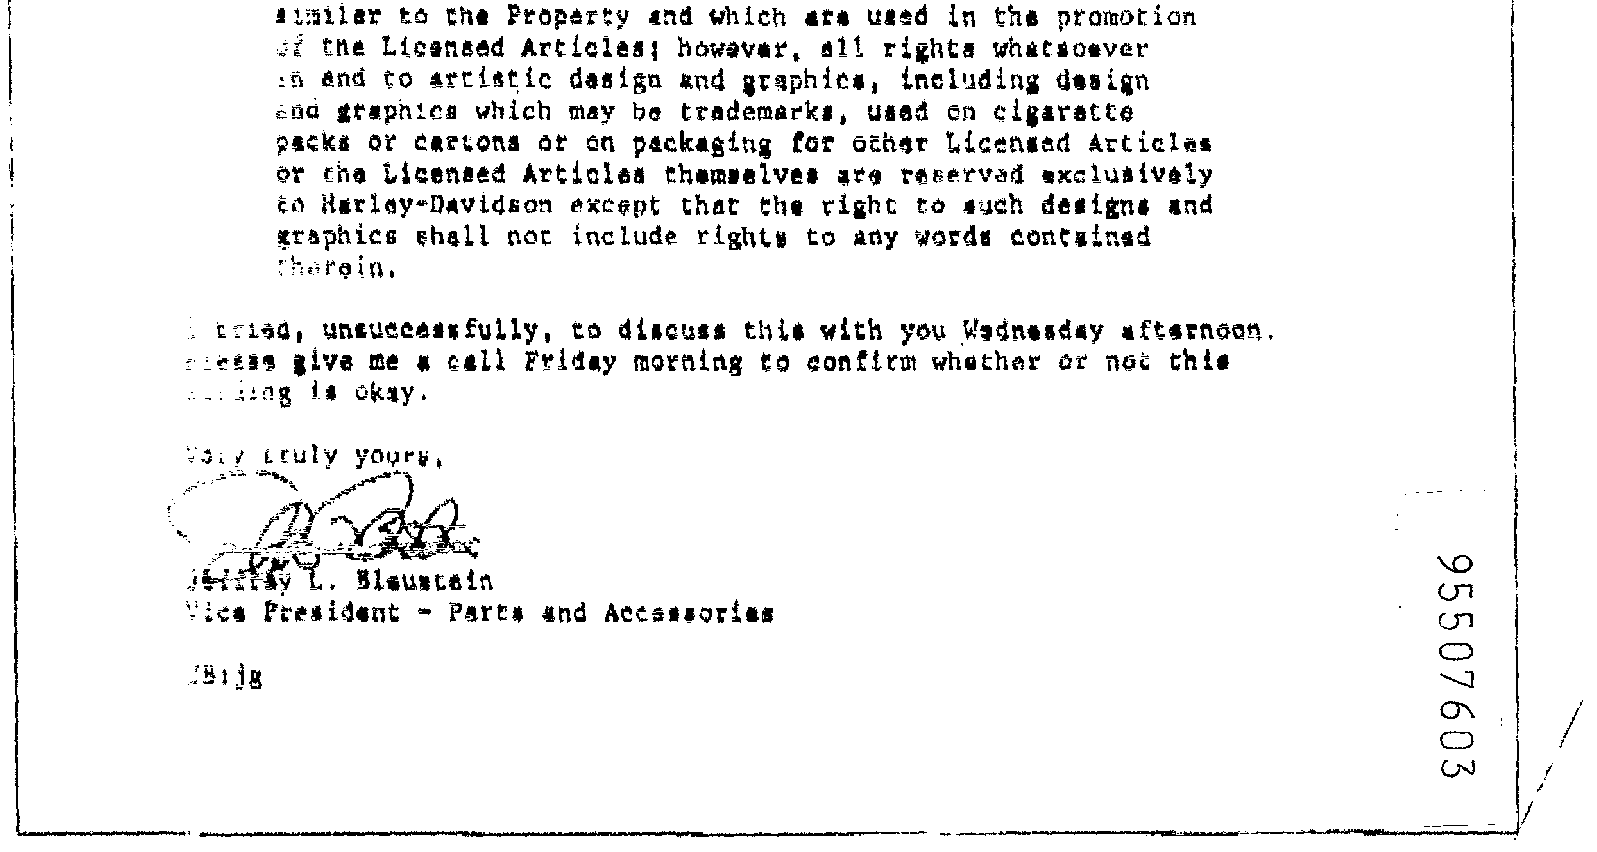 similar to the Property and which are used in the promotion
of the Licensed Articles; however, all rights whatsoever
in and to artistic design and graphics, including design
and graphics which may be trademarks, used on cigarette
packs or cartons or on packaging for other Licensed Articles
or the Licensed Articles themselves are reserved exclusively
to Harley-Davidson except that the right to such designs and
graphics shall not include rights to any words contained
therein.
I tried, unsuccessfully, to discuss this with you Wednesday afternoon.
Please give me a call Friday morning to confirm whether or not this
is okay.
Very truly yours,
Jeffrey L. Bleustein
Vice President - Parts and Accessories
JB:jg
95507603